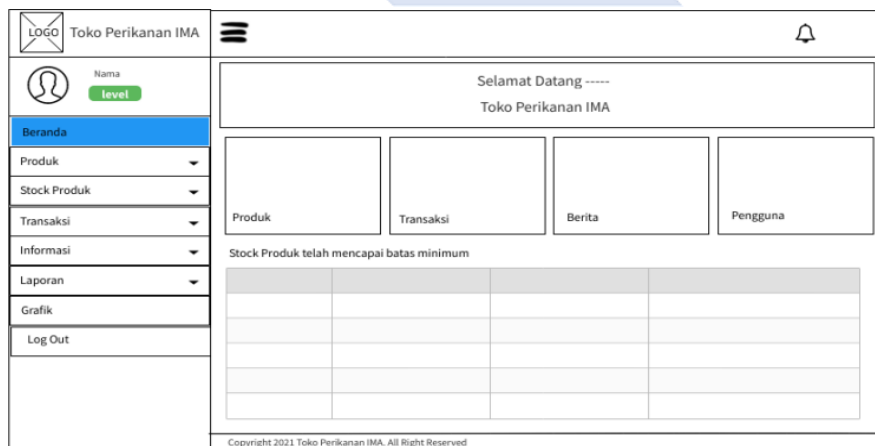 LOGO
Toko Perikanan IMA
Nama
level
Beranda
Produk
Stock Produk
Transaksi
Informasi
Laporan
Grafik
Log Out
Selamat Datang -----
Toko Perikanan IMA
Produk
Transaksi
Berita
Pengguna
Stock Produk telah mencapai batas minimum
Copyright 2021 Toko Perikanan IMA. All Right Reserved